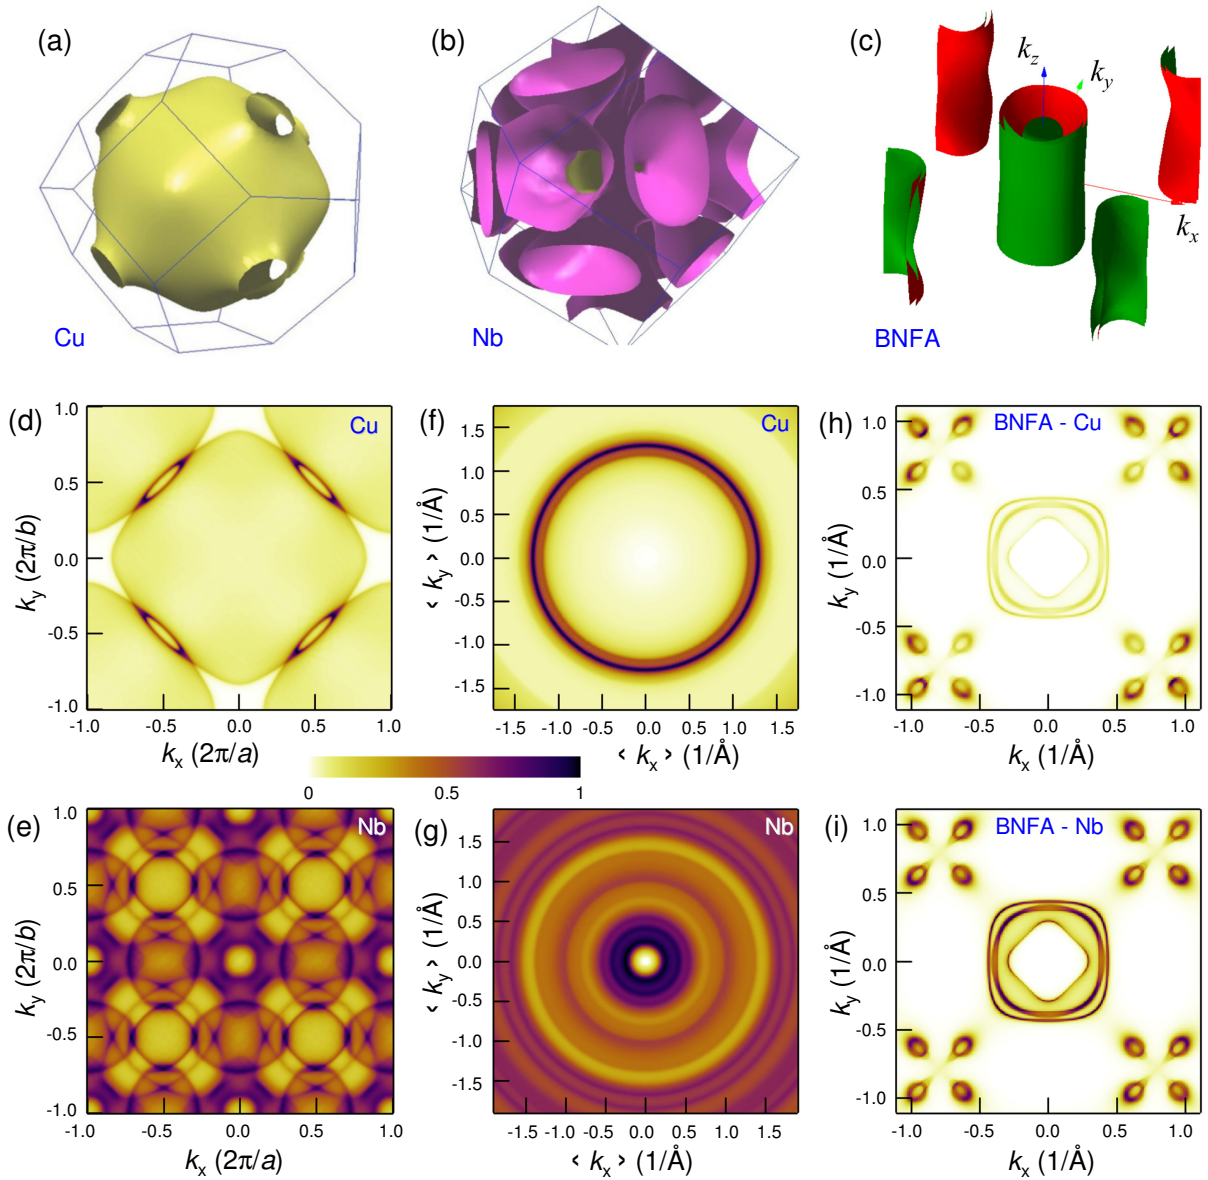 (a)
(b)
(c)
k_z
k_y
k_x
Cu
Nb
BNFA
(d)
Cu
1.0
0.5
0.0
-0.5
-1.0
k_y (2π/b)
-1.0 -0.5 0.0 0.5 1.0
k_x (2π/a)
(f)
Cu
1.5
1.0
0.5
0.0
-0.5
-1.0
-1.5
‹ k_y › (1/Å)
-1.5 -1.0 -0.5 0.0 0.5 1.0 1.5
‹ k_x › (1/Å)
(h)
BNFA - Cu
1.0
0.5
0.0
-0.5
-1.0
k_y (1/Å)
-1.0 -0.5 0.0 0.5 1.0
k_x (1/Å)
0 0.5 1
(e)
Nb
1.0
0.5
0.0
-0.5
-1.0
k_y (2π/b)
-1.0 -0.5 0.0 0.5 1.0
k_x (2π/a)
(g)
Nb
1.5
1.0
0.5
0.0
-0.5
-1.0
-1.5
‹ k_y › (1/Å)
-1.5 -1.0 -0.5 0.0 0.5 1.0 1.5
‹ k_x › (1/Å)
(i)
BNFA - Nb
1.0
0.5
0.0
-0.5
-1.0
k_y (1/Å)
-1.0 -0.5 0.0 0.5 1.0
k_x (1/Å)